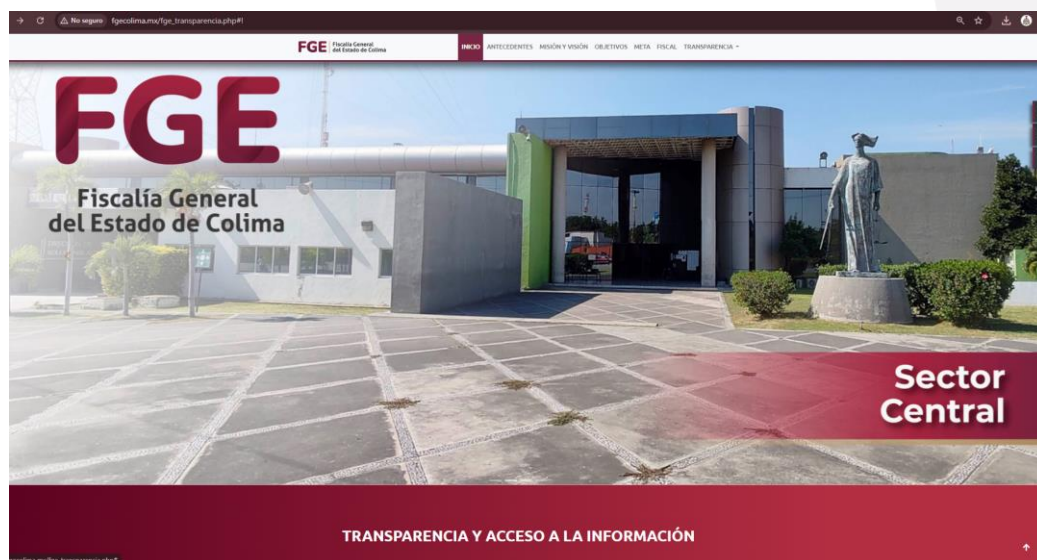 No seguro fgecolima.mx/fge_transparencia.php#!
FGE Fiscalía General
del Estado de Colima
INICIO ANTECEDENTES MISIÓN Y VISIÓN OBJETIVOS META FISCAL TRANSPARENCIA
FGE
Fiscalía General
del Estado de Colima
Sector
Central
TRANSPARENCIA Y ACCESO A LA INFORMACIÓN